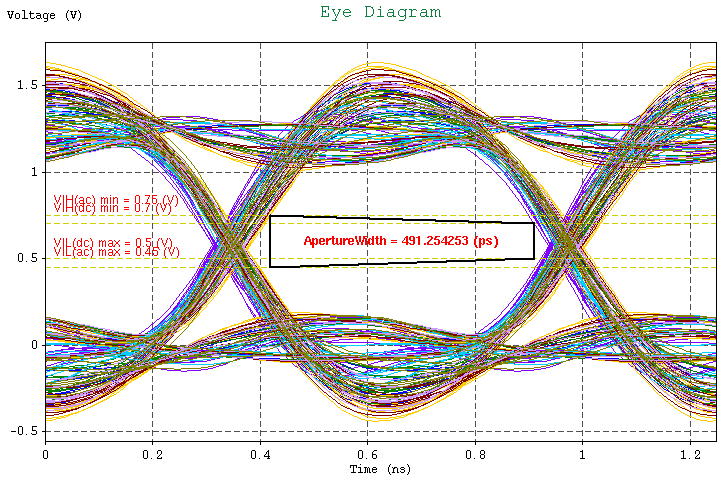 Eye Diagram
Voltage (V)
1.5
1
VIH(ac) min = 0.75 (V)
VIH(dc) min = 0.7 (V)
VIL(dc) max = 0.5 (V)
VIL(ac) max = 0.45 (V)
ApertureWidth = 491.254253 (ps)
0.5
0
-0.5
0 0.2 0.4 0.6 0.8 1 1.2
Time (ns)